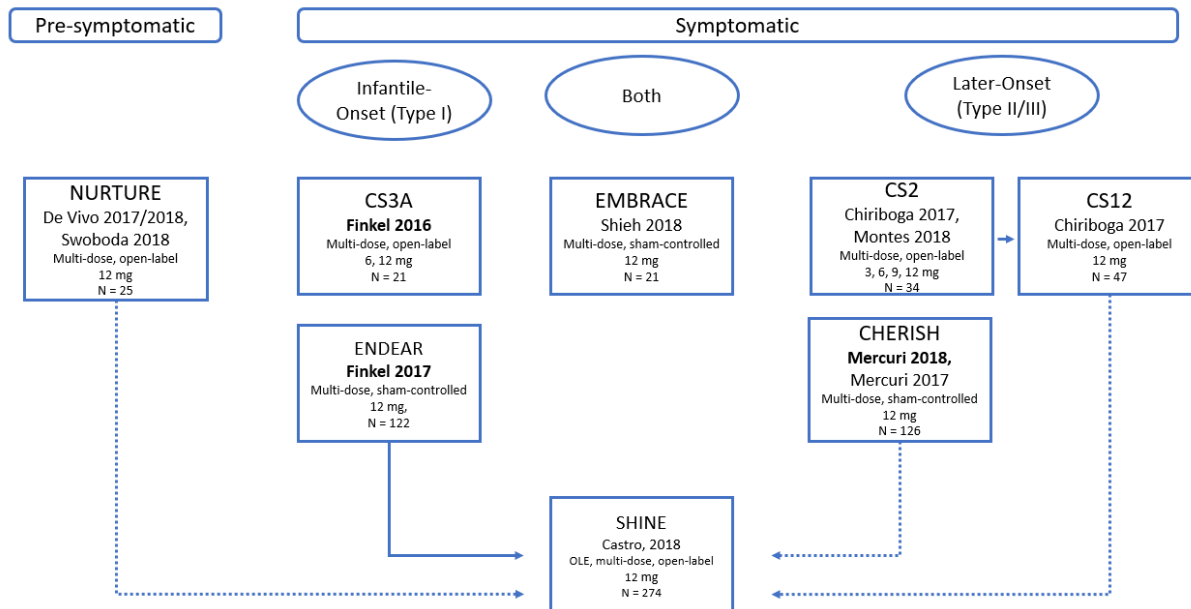 Pre-symptomatic
Symptomatic
Infantile-
Onset (Type I)
Both
Later-Onset
(Type II/III)
NURTURE
De Vivo 2017/2018,
Swoboda 2018
Multi-dose, open-label
12 mg
N = 25
CS3A
Finkel 2016
Multi-dose, open-label
6, 12 mg
N = 21
EMBRACE
Shieh 2018
Multi-dose, sham-controlled
12 mg
N = 21
CS2
Chiriboga 2017,
Montes 2018
Multi-dose, open-label
3, 6, 9, 12 mg
N = 34
CS12
Chiriboga 2017
Multi-dose, open-label
12 mg
N = 47
ENDEAR
Finkel 2017
Multi-dose, sham-controlled
12 mg,
N = 122
CHERISH
Mercuri 2018,
Mercuri 2017
Multi-dose, sham-controlled
12 mg
N = 126
SHINE
Castro, 2018
OLE, multi-dose, open-label
12 mg
N = 274